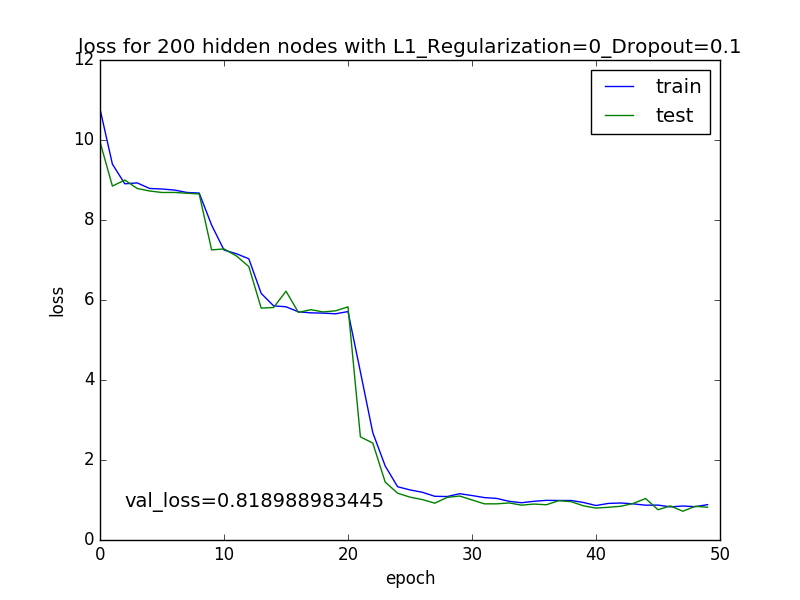 loss for 200 hidden nodes with L1_Regularization=0_Dropout=0.1
12
10
8
6
4
2
0
loss
train
test
val_loss=0.818988983445
0 10 20 30 40 50
epoch